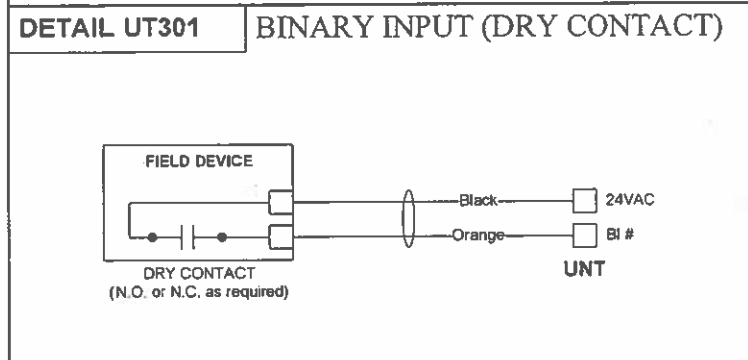 DETAIL UT301
BINARY INPUT (DRY CONTACT)
FIELD DEVICE
Black
24VAC
Orange
BI #
UNT
DRY CONTACT
(N.O. or N.C. as required)